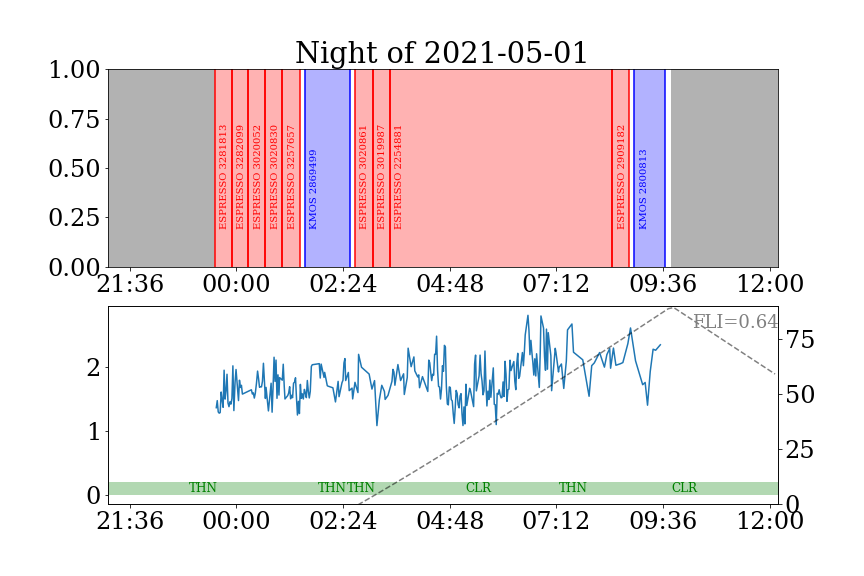 Night of 2021-05-01
1.00
0.75
0.50
0.25
0.00
ESPRESSO 3281813
ESPRESSO 3282099
ESPRESSO 3020052
ESPRESSO 3020830
ESPRESSO 3257657
KMOS 2869499
ESPRESSO 3020861
ESPRESSO 3019987
ESPRESSO 2254881
ESPRESSO 2909182
KMOS 2800813
21:36 00:00 02:24 04:48 07:12 09:36 12:00
FLI=0.64
2
1
0
75
50
25
0
THN THN THN CLR THN CLR
21:36 00:00 02:24 04:48 07:12 09:36 12:00